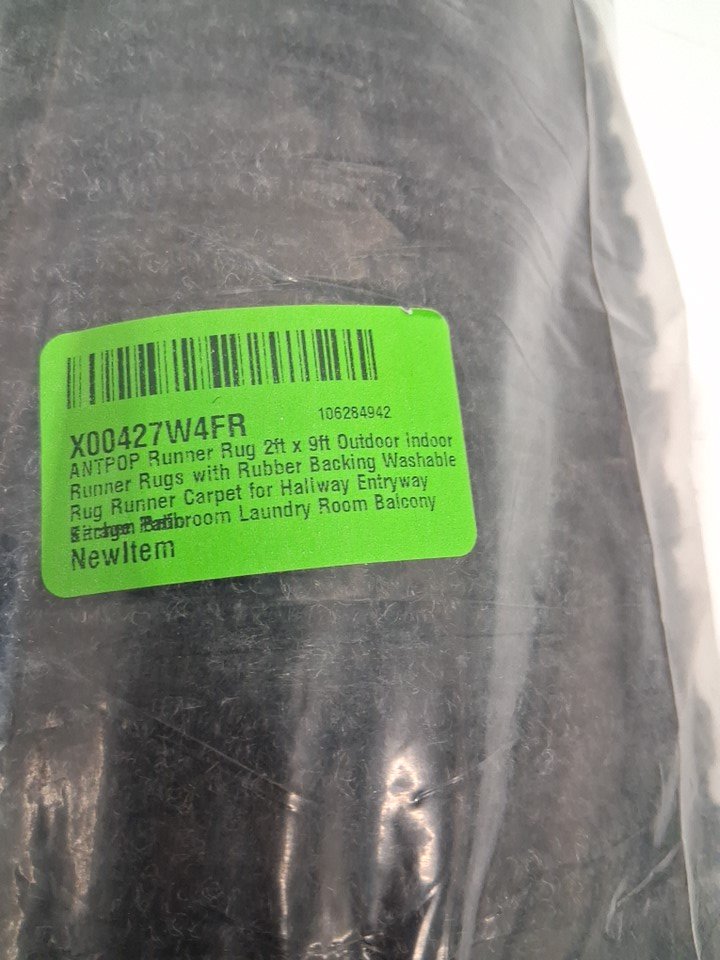 X00427W4FR
106284942
ANTPOP Runner Rug 2ft x 9ft Outdoor Indoor
Runner Rugs with Rubber Backing Washable
Rug Runner Carpet for Hallway Entryway
Laundry Room Balcony
NewItem